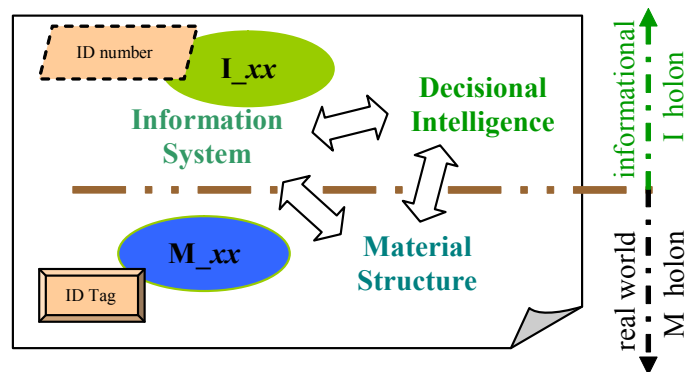 ID number
I_xx
Information
System
Decisional
Intelligence
M_xx
ID Tag
Material
Structure
informational
I holon
real world
M holon